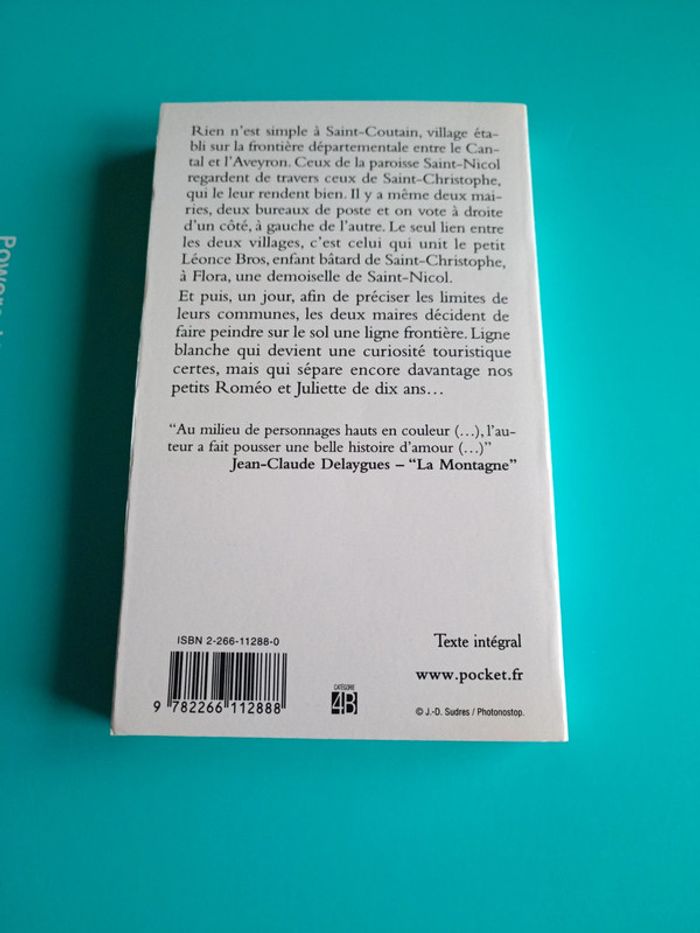 Rien n'est simple à Saint-Coutain, village éta-
bli sur la frontière départementale entre le Can-
tal et l'Aveyron. Ceux de la paroisse Saint-Nicol
regardent de travers ceux de Saint-Christophe,
qui le leur rendent bien. Il y a même deux mai-
ries, deux bureaux de poste et on vote à droite
d'un côté, à gauche de l'autre. Le seul lien entre
les deux villages, c'est celui qui unit le petit
Léonce Bros, enfant bâtard de Saint-Christophe,
à Flora, une demoiselle de Saint-Nicol.
Et puis, un jour, afin de préciser les limites de
leurs communes, les deux maires décident de
faire peindre sur le sol une ligne frontière. Ligne
blanche qui devient une curiosité touristique
certes, mais qui sépare encore davantage nos
petits Roméo et Juliette de dix ans…
“Au milieu de personnages hauts en couleur (…), l'au-
teur a fait pousser une belle histoire d'amour (…)”
Jean-Claude Delaygues – “La Montagne”
ISBN 2-266-11288-0
9 782266 112888
CATÉGORIE
4B
Texte intégral
www.pocket.fr
© J.-D. Sudres / Photonostop.